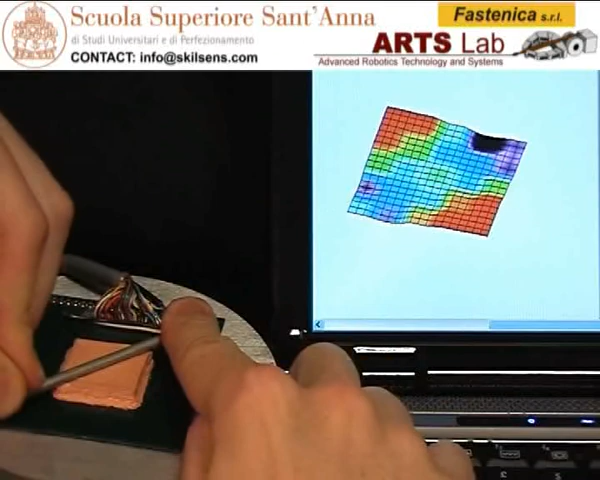 Scuola Superiore Sant'Anna
di Studi Universitari e di Perfezionamento
CONTACT: info@skilsens.com
Fastenica s.r.l.
ARTS Lab
Advanced Robotics Technology and Systems